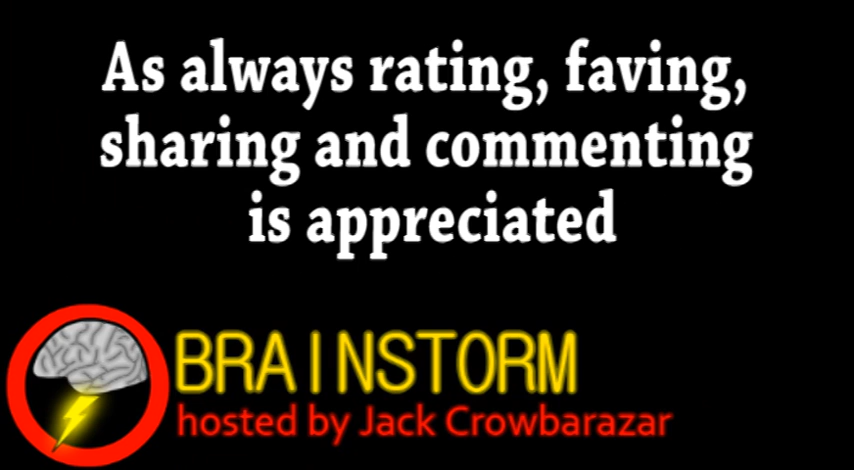 As always rating, faving,
sharing and commenting
is appreciated
BRAINSTORM
hosted by Jack Crowbarazar